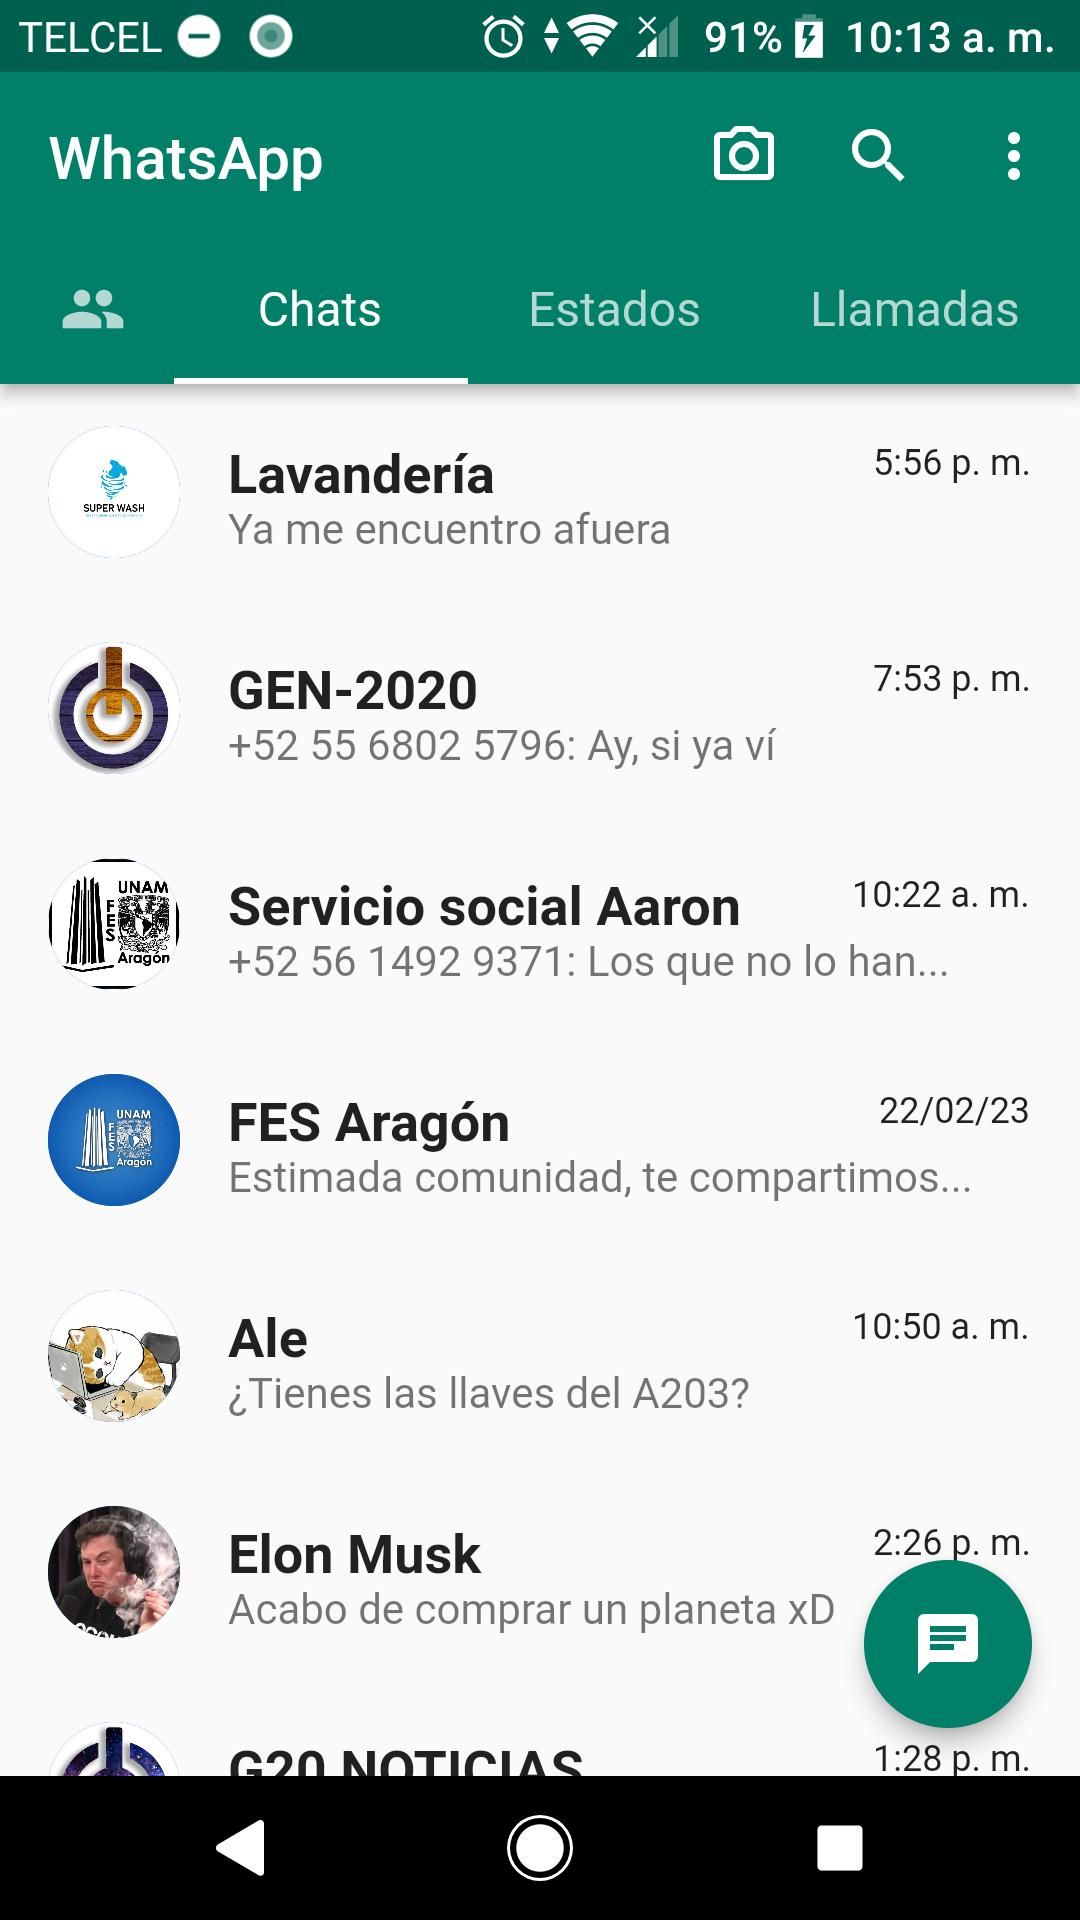 TELCEL 91% 10:13 a. m.
WhatsApp
Chats Estados Llamadas
SUPER WASH
Lavandería 5:56 p. m.
Ya me encuentro afuera
GEN-2020 7:53 p. m.
+52 55 6802 5796: Ay, si ya ví
UNAM
FES
Aragón
Servicio social Aaron 10:22 a. m.
+52 56 1492 9371: Los que no lo han...
UNAM
FES
Aragón
FES Aragón 22/02/23
Estimada comunidad, te compartimos...
Ale 10:50 a. m.
¿Tienes las llaves del A203?
Elon Musk 2:26 p. m.
Acabo de comprar un planeta xD
G20 NOTICIAS 1:28 p. m.